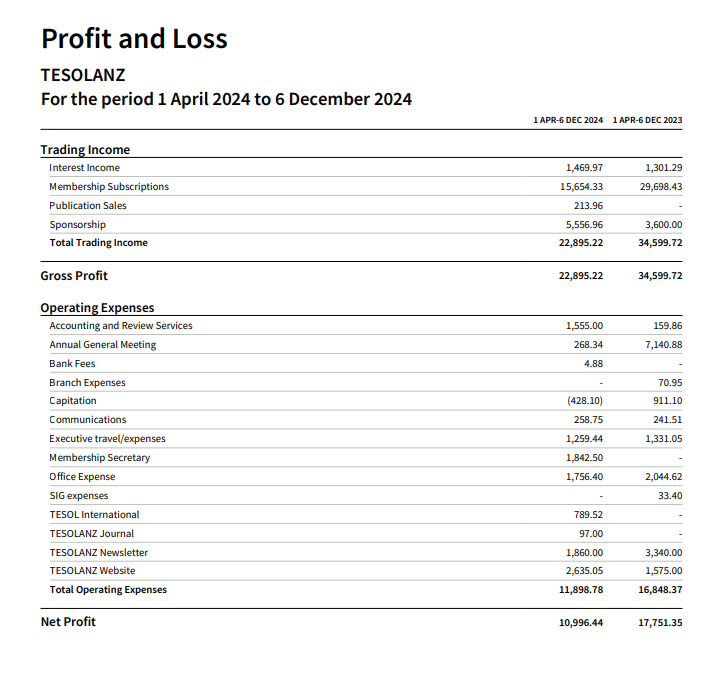 Profit and Loss
TESOLANZ
For the period 1 April 2024 to 6 December 2024
1 APR-6 DEC 2024 1 APR-6 DEC 2023
Trading Income
Interest Income 1,469.97 1,301.29
Membership Subscriptions 15,654.33 29,698.43
Publication Sales 213.96 -
Sponsorship 5,556.96 3,600.00
Total Trading Income 22,895.22 34,599.72
Gross Profit 22,895.22 34,599.72
Operating Expenses
Accounting and Review Services 1,555.00 159.86
Annual General Meeting 268.34 7,140.88
Bank Fees 4.88 -
Branch Expenses - 70.95
Capitation (428.10) 911.10
Communications 258.75 241.51
Executive travel/expenses 1,259.44 1,331.05
Membership Secretary 1,842.50 -
Office Expense 1,756.40 2,044.62
SIG expenses - 33.40
TESOL International 789.52 -
TESOLANZ Journal 97.00 -
TESOLANZ Newsletter 1,860.00 3,340.00
TESOLANZ Website 2,635.05 1,575.00
Total Operating Expenses 11,898.78 16,848.37
Net Profit 10,996.44 17,751.35